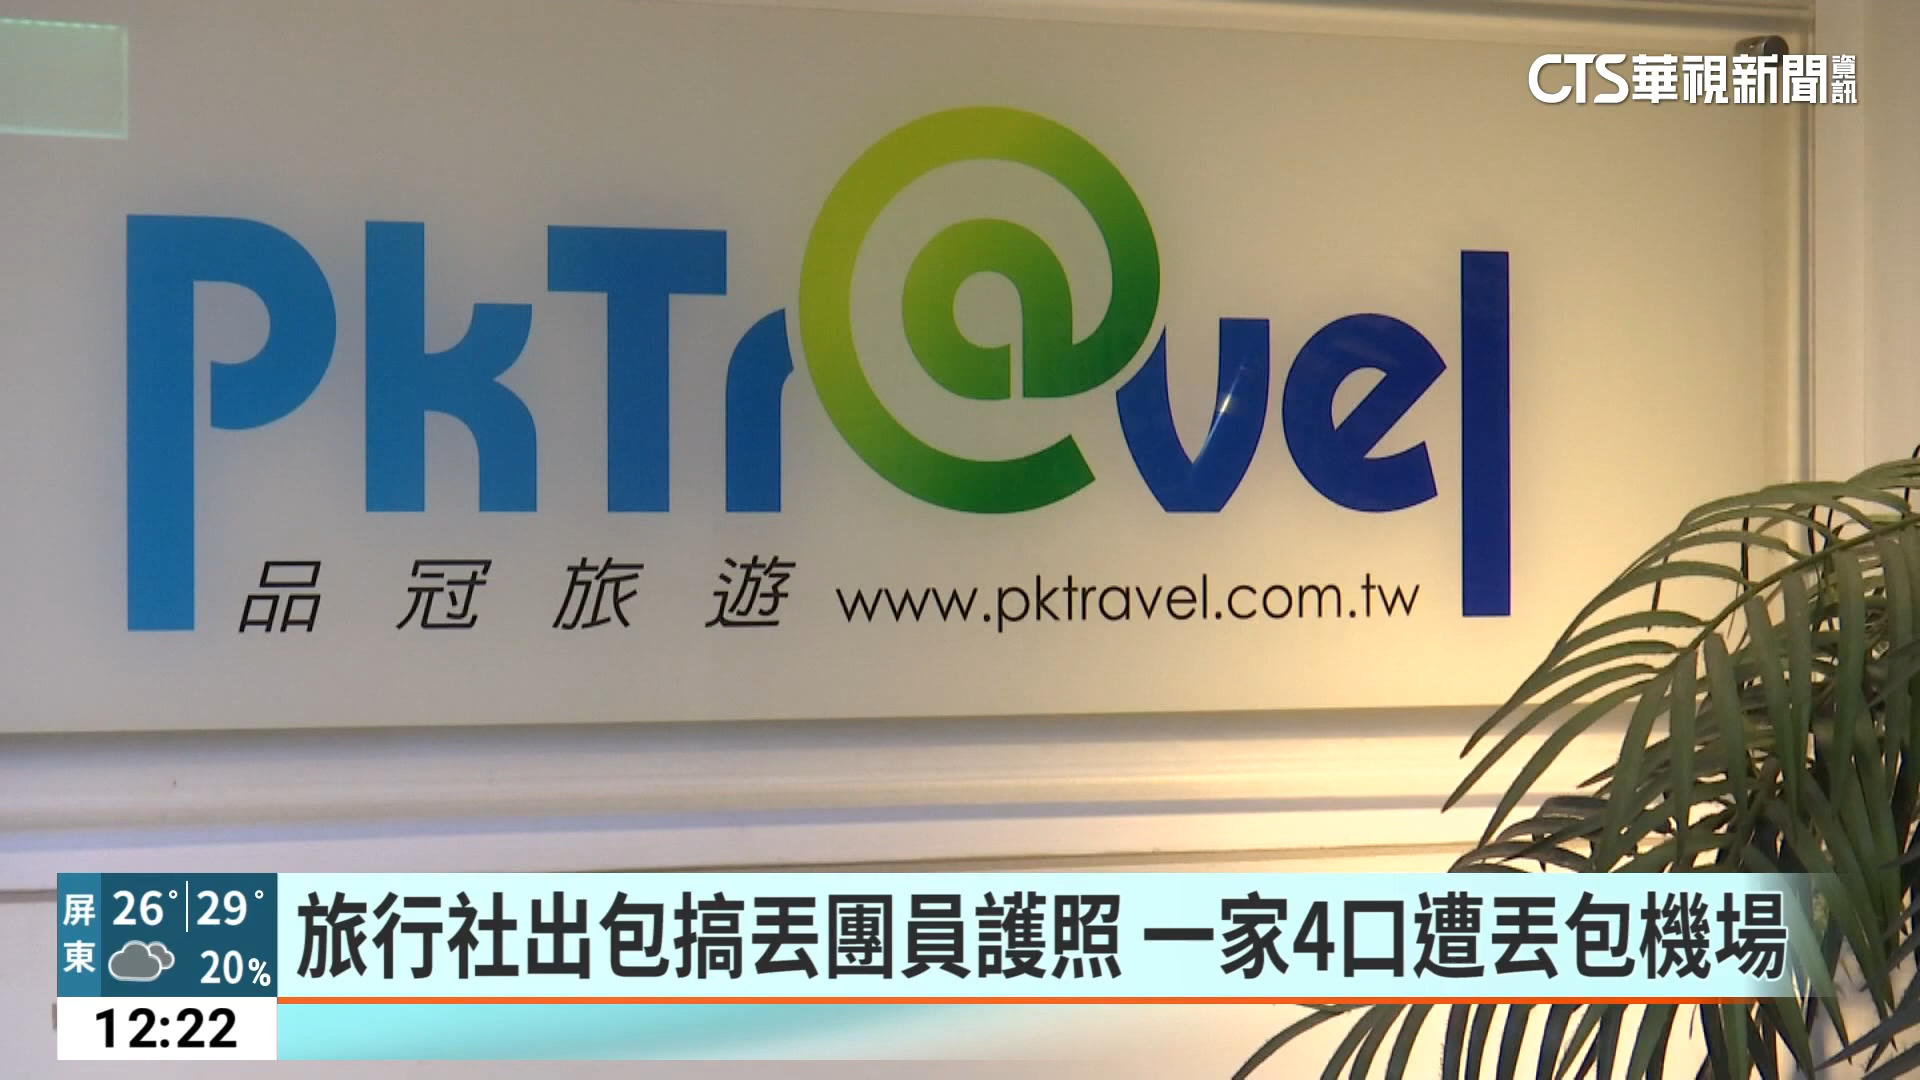 CTS華視新聞資訊
PkTr@vel
品冠旅遊 www.pktravel.com.tw
屏東 26° 29°
20%
旅行社出包搞丟團員護照 一家4口遭丟包機場
12:22